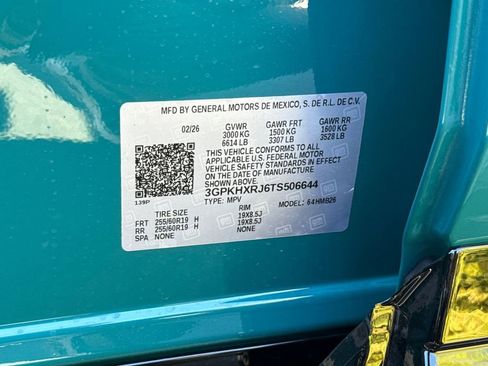 MFD BY GENERAL MOTORS DE MEXICO, S. DE R.L. DE C.V.
02/26 GVWR GAWR FRT GAWR RR
3000 KG 1500 KG 1600 KG
6614 LB 3307 LB 3528 LB
THIS VEHICLE CONFORMS TO ALL
APPLICABLE U.S. FEDERAL MOTOR
VEHICLE SAFETY STANDARDS IN EFFECT
ON THE DATE OF MANUFACTURE
SHOWN ABOVE.
139P
3GPKHXRJ6TS506644
TYPE: MPV MODEL: 64HMB26
TIRE SIZE RIM
FRT 255/60R19 H 19X8.5J
RR 255/60R19 H 19X8.5J
SPA NONE NONE